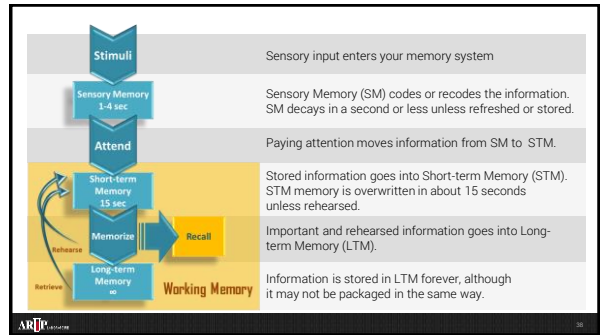 Stimuli
Sensory input enters your memory system
Sensory Memory
1-4 sec
Sensory Memory (SM) codes or recodes the information.
SM decays in a second or less unless refreshed or stored.
Attend
Paying attention moves information from SM to STM.
Short-term
Memory
15 sec
Stored information goes into Short-term Memory (STM).
STM memory is overwritten in about 15 seconds
unless rehearsed.
Memorize
Recall
Rehearse
Important and rehearsed information goes into Long-
term Memory (LTM).
Long-term
Memory
∞
Retrieve
Working Memory
Information is stored in LTM forever, although
it may not be packaged in the same way.
ARUP LABORATORIES
38